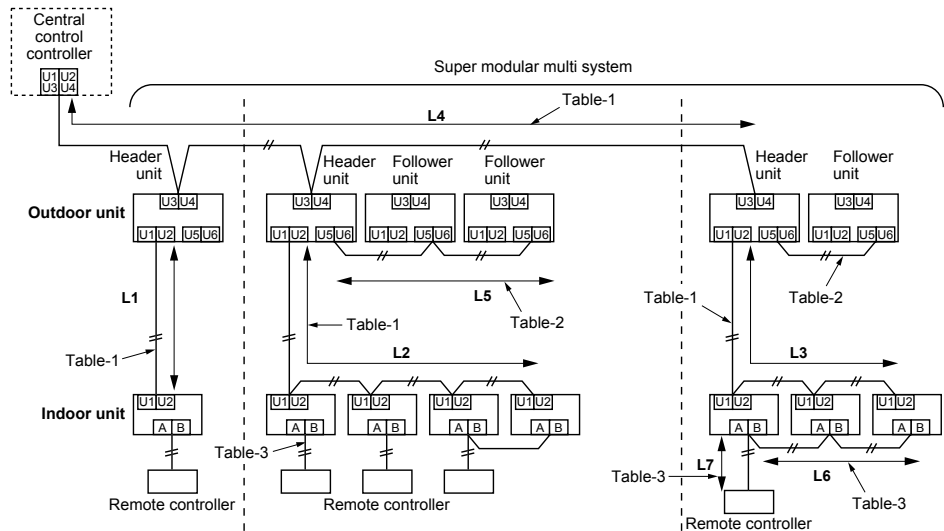 Central
control
controller
U1 U2
U3 U4
Super modular multi system
L4
Table-1
Header
unit
Header
unit
Follower
unit
Follower
unit
Header
unit
Follower
unit
Outdoor unit
U3 U4
U3 U4
U3 U4
U3 U4
U3 U4
U3 U4
U1 U2 U5 U6
U1 U2 U5 U6
U1 U2 U5 U6
U1 U2 U5 U6
U1 U2 U5 U6
U1 U2 U5 U6
L1
L5
Table-1
Table-2
Table-1
Table-2
Table-1
L2
L3
Indoor unit
U1 U2
U1 U2
U1 U2
U1 U2
U1 U2
U1 U2
U1 U2
U1 U2
A B
A B
A B
A B
A B
A B
A B
A B
Table-3
Table-3
L7
L6
Table-3
Remote controller
Remote controller
Remote controller